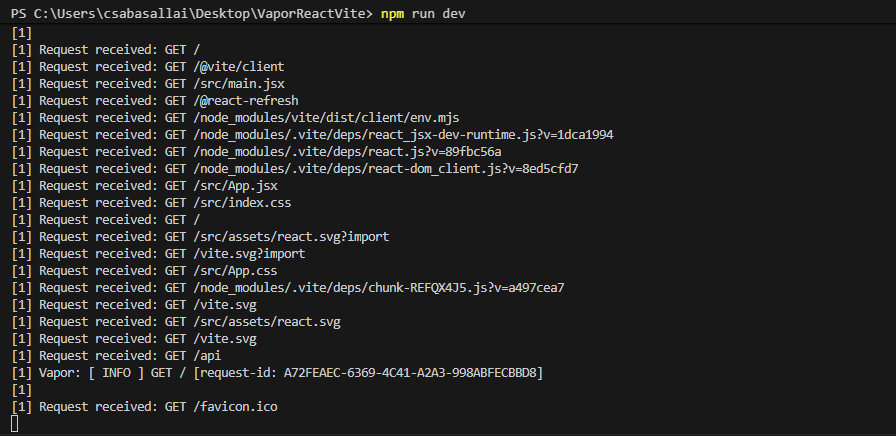 PS C:\Users\csabasallai\Desktop\VaporReactVite> npm run dev
[1]
[1] Request received: GET /
[1] Request received: GET /@vite/client
[1] Request received: GET /src/main.jsx
[1] Request received: GET /@react-refresh
[1] Request received: GET /node_modules/vite/dist/client/env.mjs
[1] Request received: GET /node_modules/.vite/deps/react_jsx-dev-runtime.js?v=1dca1994
[1] Request received: GET /node_modules/.vite/deps/react.js?v=89fbc56a
[1] Request received: GET /node_modules/.vite/deps/react-dom_client.js?v=8ed5cfd7
[1] Request received: GET /src/App.jsx
[1] Request received: GET /src/index.css
[1] Request received: GET /
[1] Request received: GET /src/assets/react.svg?import
[1] Request received: GET /vite.svg?import
[1] Request received: GET /src/App.css
[1] Request received: GET /node_modules/.vite/deps/chunk-REFQX4J5.js?v=a497cea7
[1] Request received: GET /vite.svg
[1] Request received: GET /src/assets/react.svg
[1] Request received: GET /vite.svg
[1] Request received: GET /api
[1] Vapor: [ INFO ] GET / [request-id: A72FEAEC-6369-4C41-A2A3-998ABFECBBD8]
[1]
[1] Request received: GET /favicon.ico